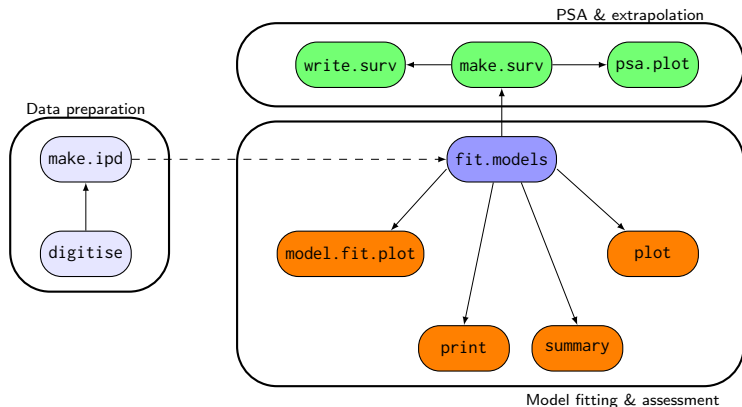 PSA & extrapolation
write.surv
make.surv
psa.plot
Data preparation
make.ipd
fit.models
digitise
model.fit.plot
plot
print
summary
Model fitting & assessment